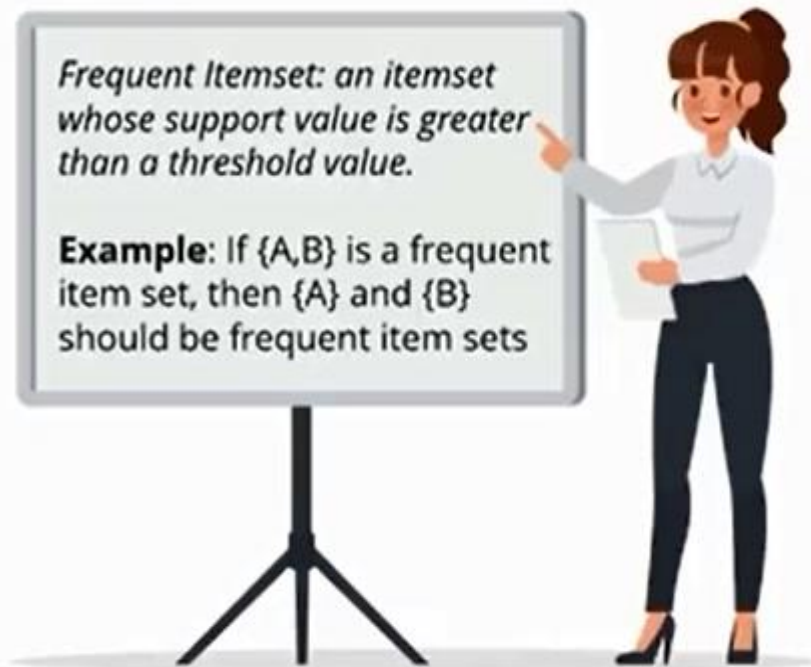 Frequent Itemset: an itemset
whose support value is greater
than a threshold value.
Example: If {A,B} is a frequent
item set, then {A} and {B}
should be frequent item sets